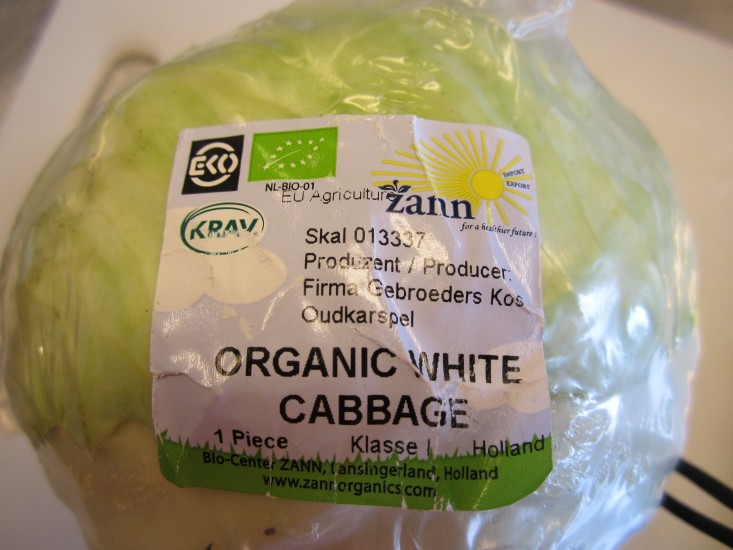 EKO
NL-BIO-01
EU Agriculture
IMPORT
EXPORT
zann
for a healthier future
KRAV
Skal 013337
Produzent / Producer:
Firma Gebroeders Kos
Oudkarspel
ORGANIC WHITE
CABBAGE
1 Piece Klasse I Holland
Bio-Center ZANN, Lansingerland, Holland
www.zannorganics.com